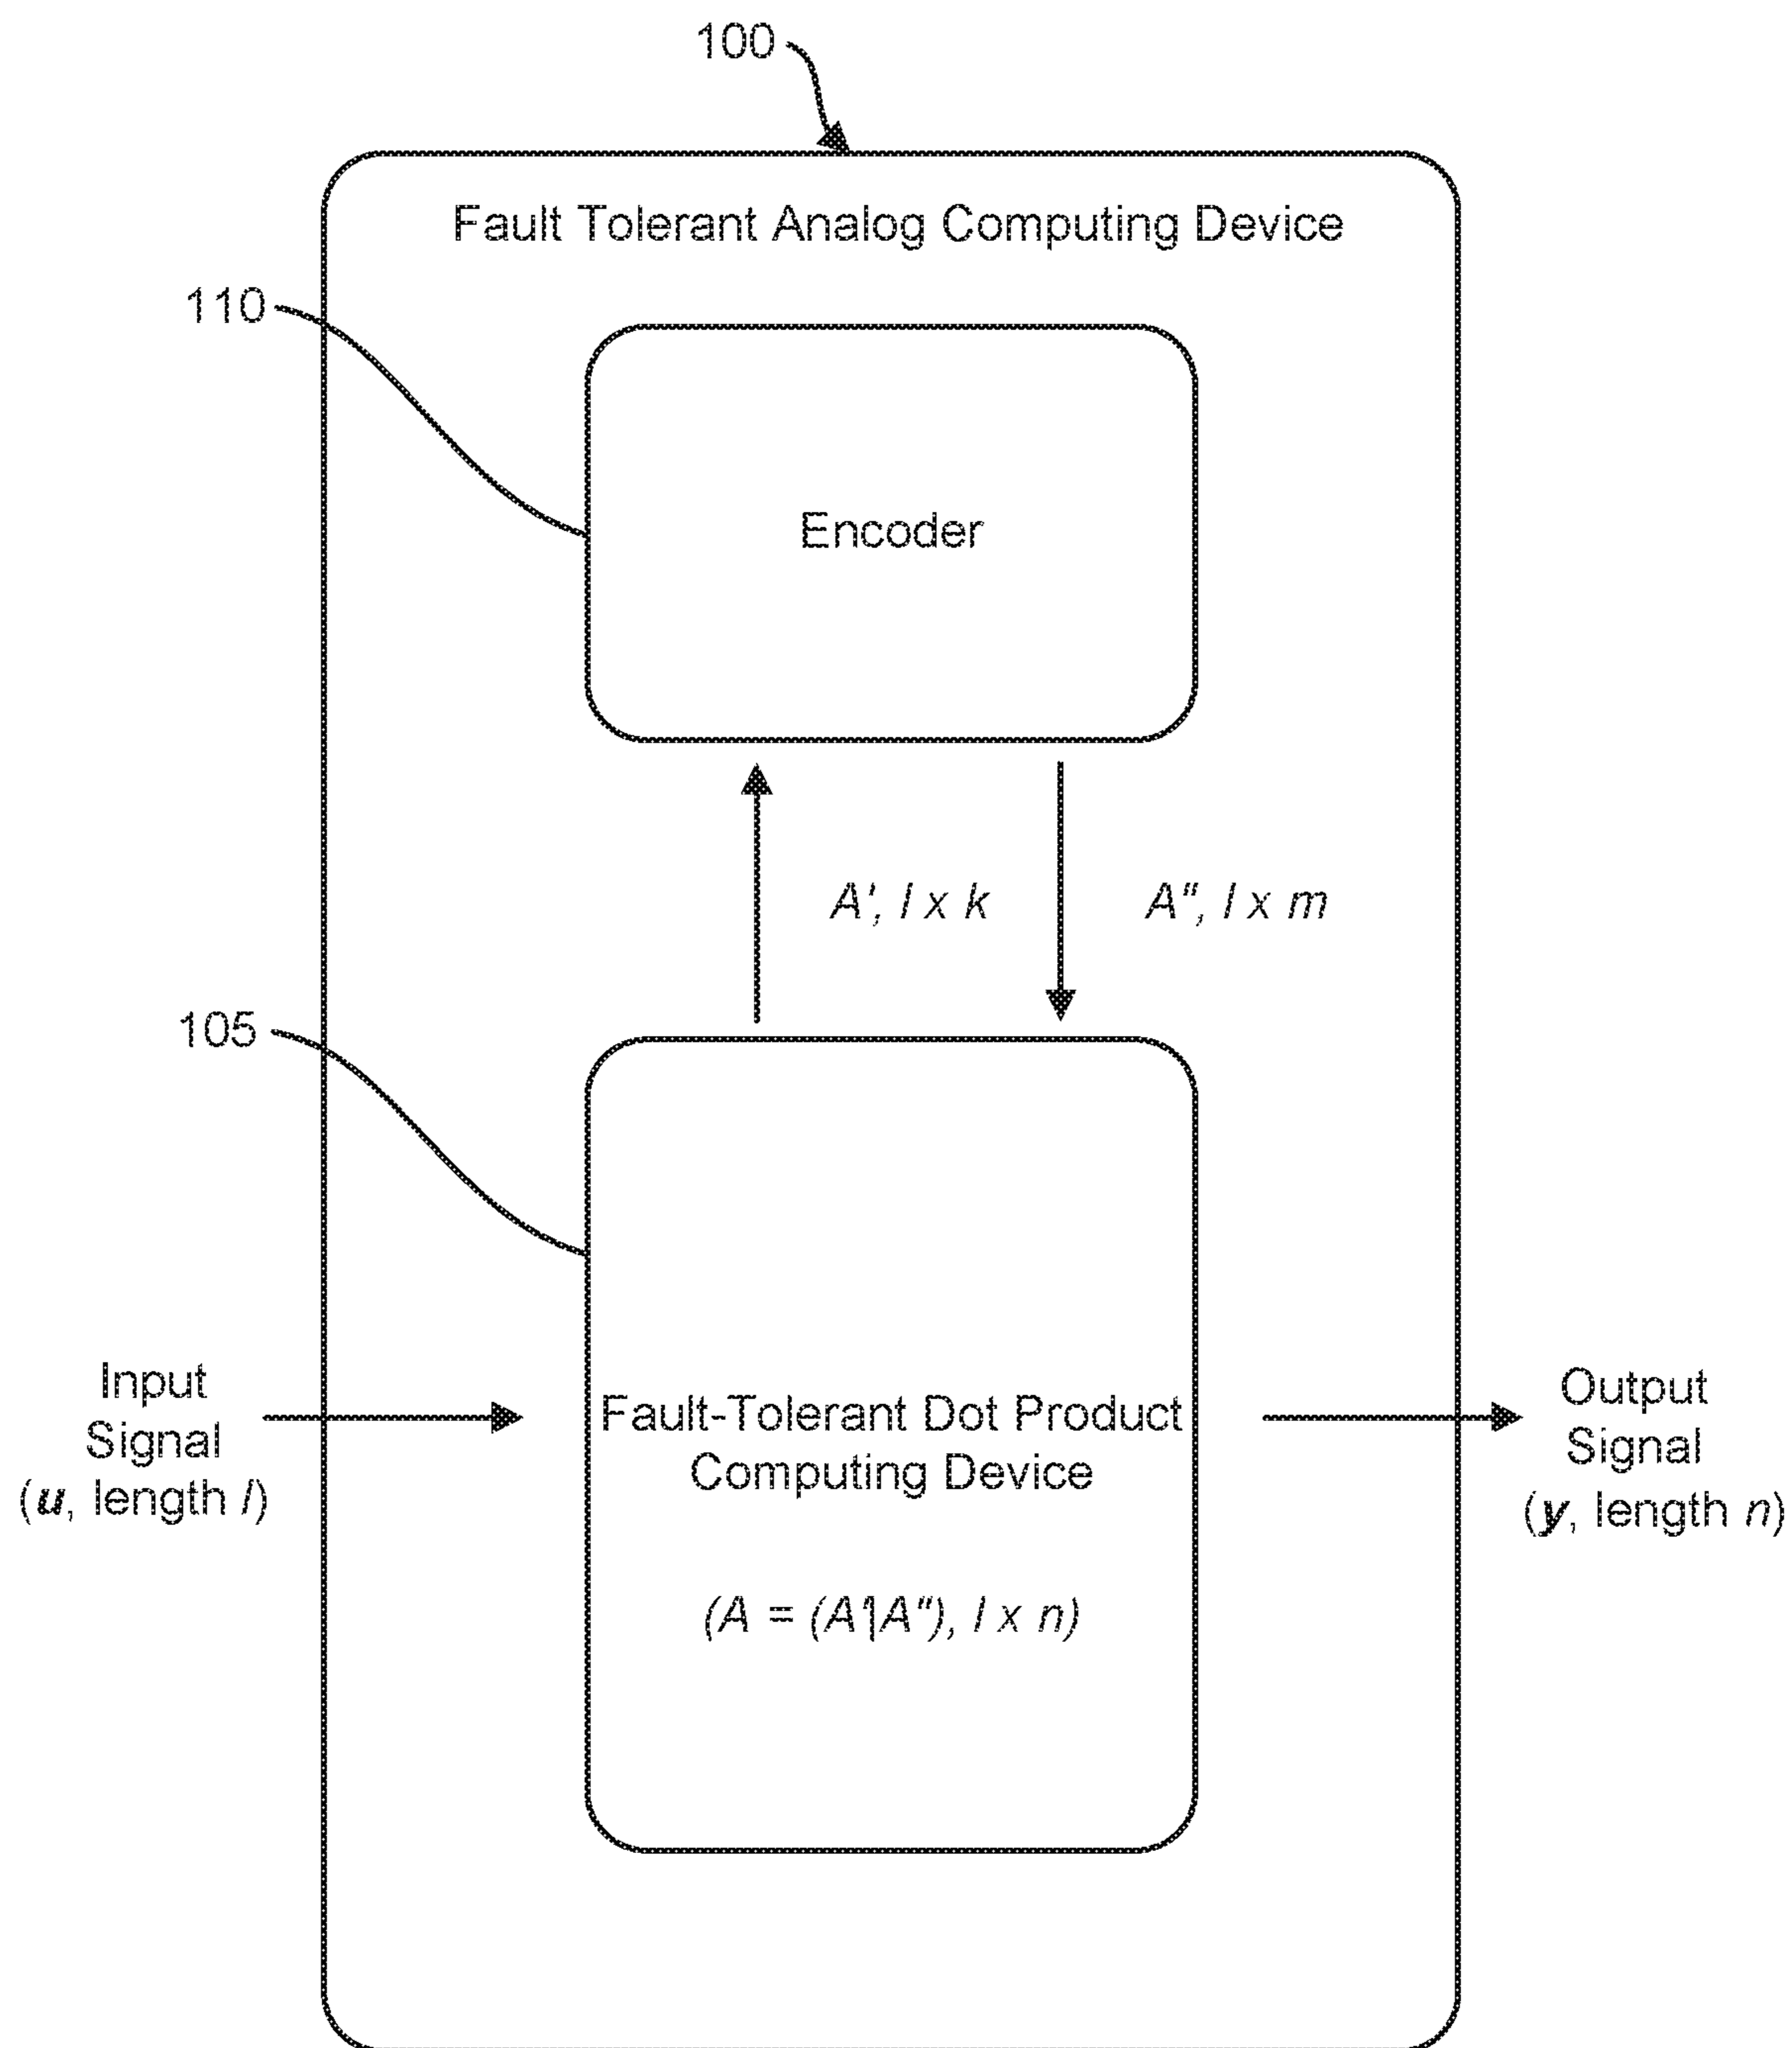 100
Fault Tolerant Analog Computing Device
110
Encoder
A', l x k
A", l x m
105
Input
Signal
(u, length l)
Fault-Tolerant Dot Product
Computing Device
(A = (A'|A"), l x n)
Output
Signal
(y, length n)